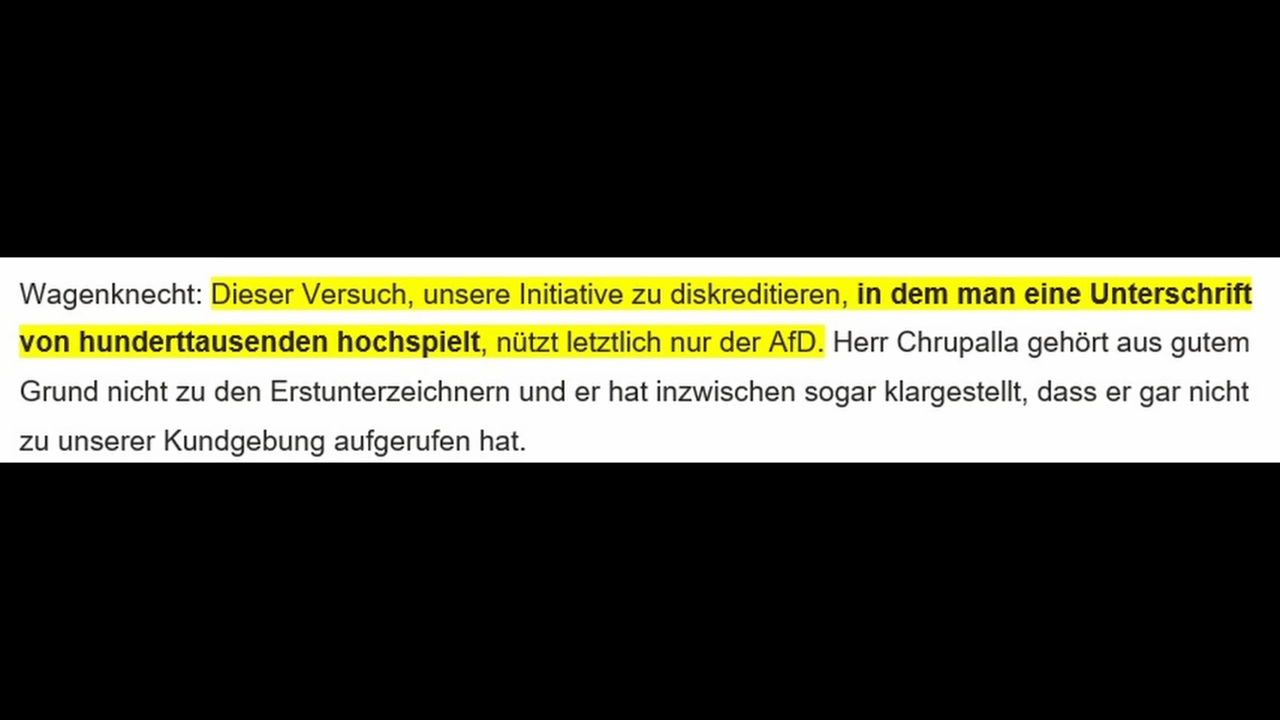 Wagenknecht: Dieser Versuch, unsere Initiative zu diskreditieren, in dem man eine Unterschrift
von hunderttausenden hochspielt, nützt letztlich nur der AfD. Herr Chrupalla gehört aus gutem
Grund nicht zu den Erstunterzeichnern und er hat inzwischen sogar klargestellt, dass er gar nicht
zu unserer Kundgebung aufgerufen hat.